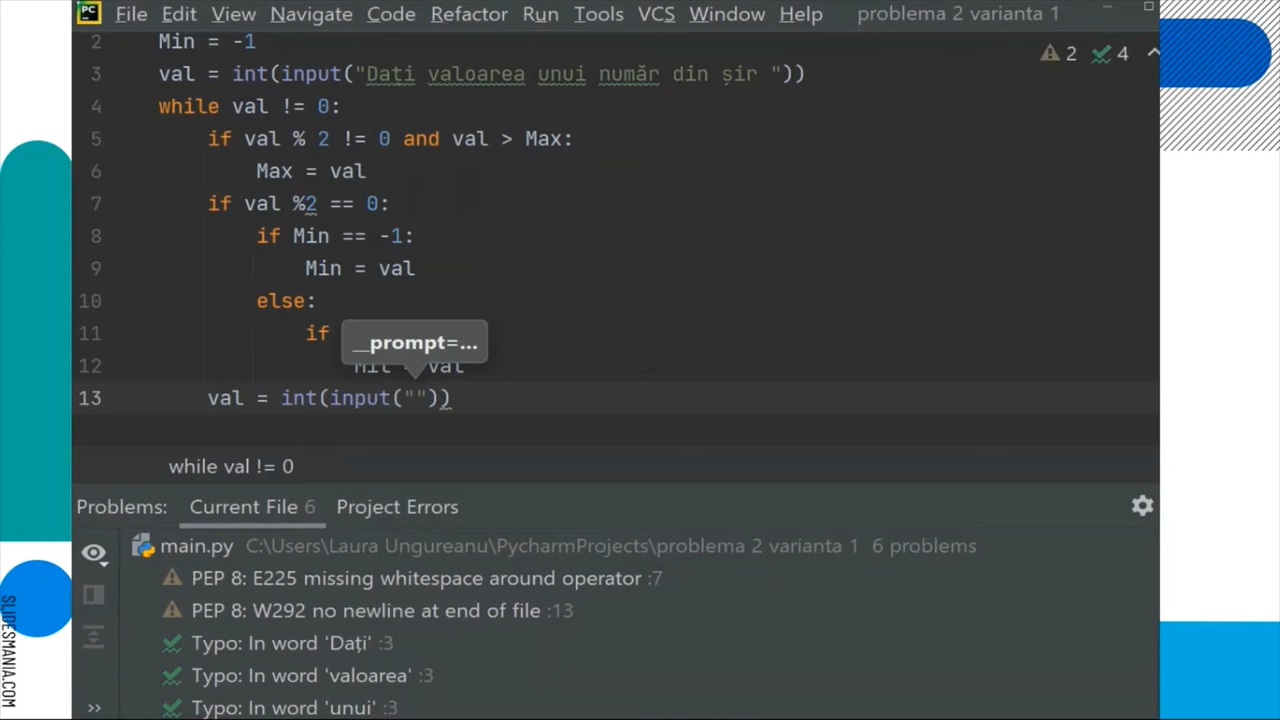 PC File Edit View Navigate Code Refactor Run Tools VCS Window Help problema 2 varianta 1
2 Min = -1
2 4
3 val = int(input("Dați valoarea unui număr din șir "))
4 while val != 0:
5 if val % 2 != 0 and val > Max:
6 Max = val
7 if val %2 == 0:
8 if Min == -1:
9 Min = val
10 else:
11 if
__prompt=...
12 = val
13 val = int(input(""))
while val != 0
Problems: Current File 6 Project Errors
main.py C:\Users\Laura Ungureanu\PycharmProjects\problema 2 varianta 1 6 problems
PEP 8: E225 missing whitespace around operator :7
PEP 8: W292 no newline at end of file :13
Typo: In word 'Dați' :3
Typo: In word 'valoarea' :3
Typo: In word 'unui' :3
SLIDESMANIA.COM